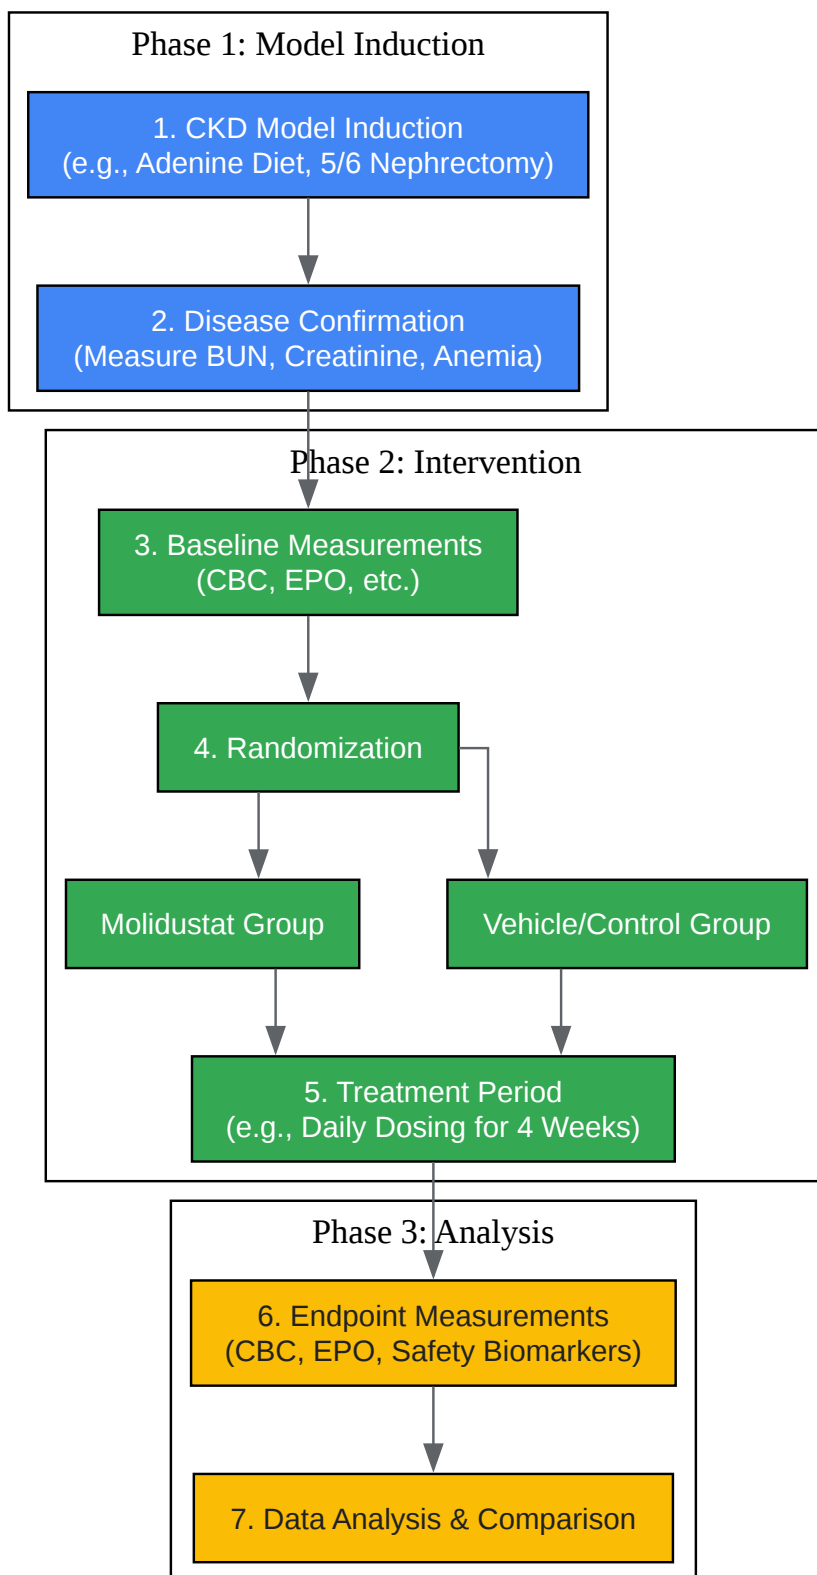 Phase 1: Model Induction
1. CKD Model Induction
(e.g., Adenine Diet, 5/6 Nephrectomy)
2. Disease Confirmation
(Measure BUN, Creatinine, Anemia)
Phase 2: Intervention
3. Baseline Measurements
(CBC, EPO, etc.)
4. Randomization
Molidustat Group
Vehicle/Control Group
5. Treatment Period
(e.g., Daily Dosing for 4 Weeks)
Phase 3: Analysis
6. Endpoint Measurements
(CBC, EPO, Safety Biomarkers)
7. Data Analysis & Comparison